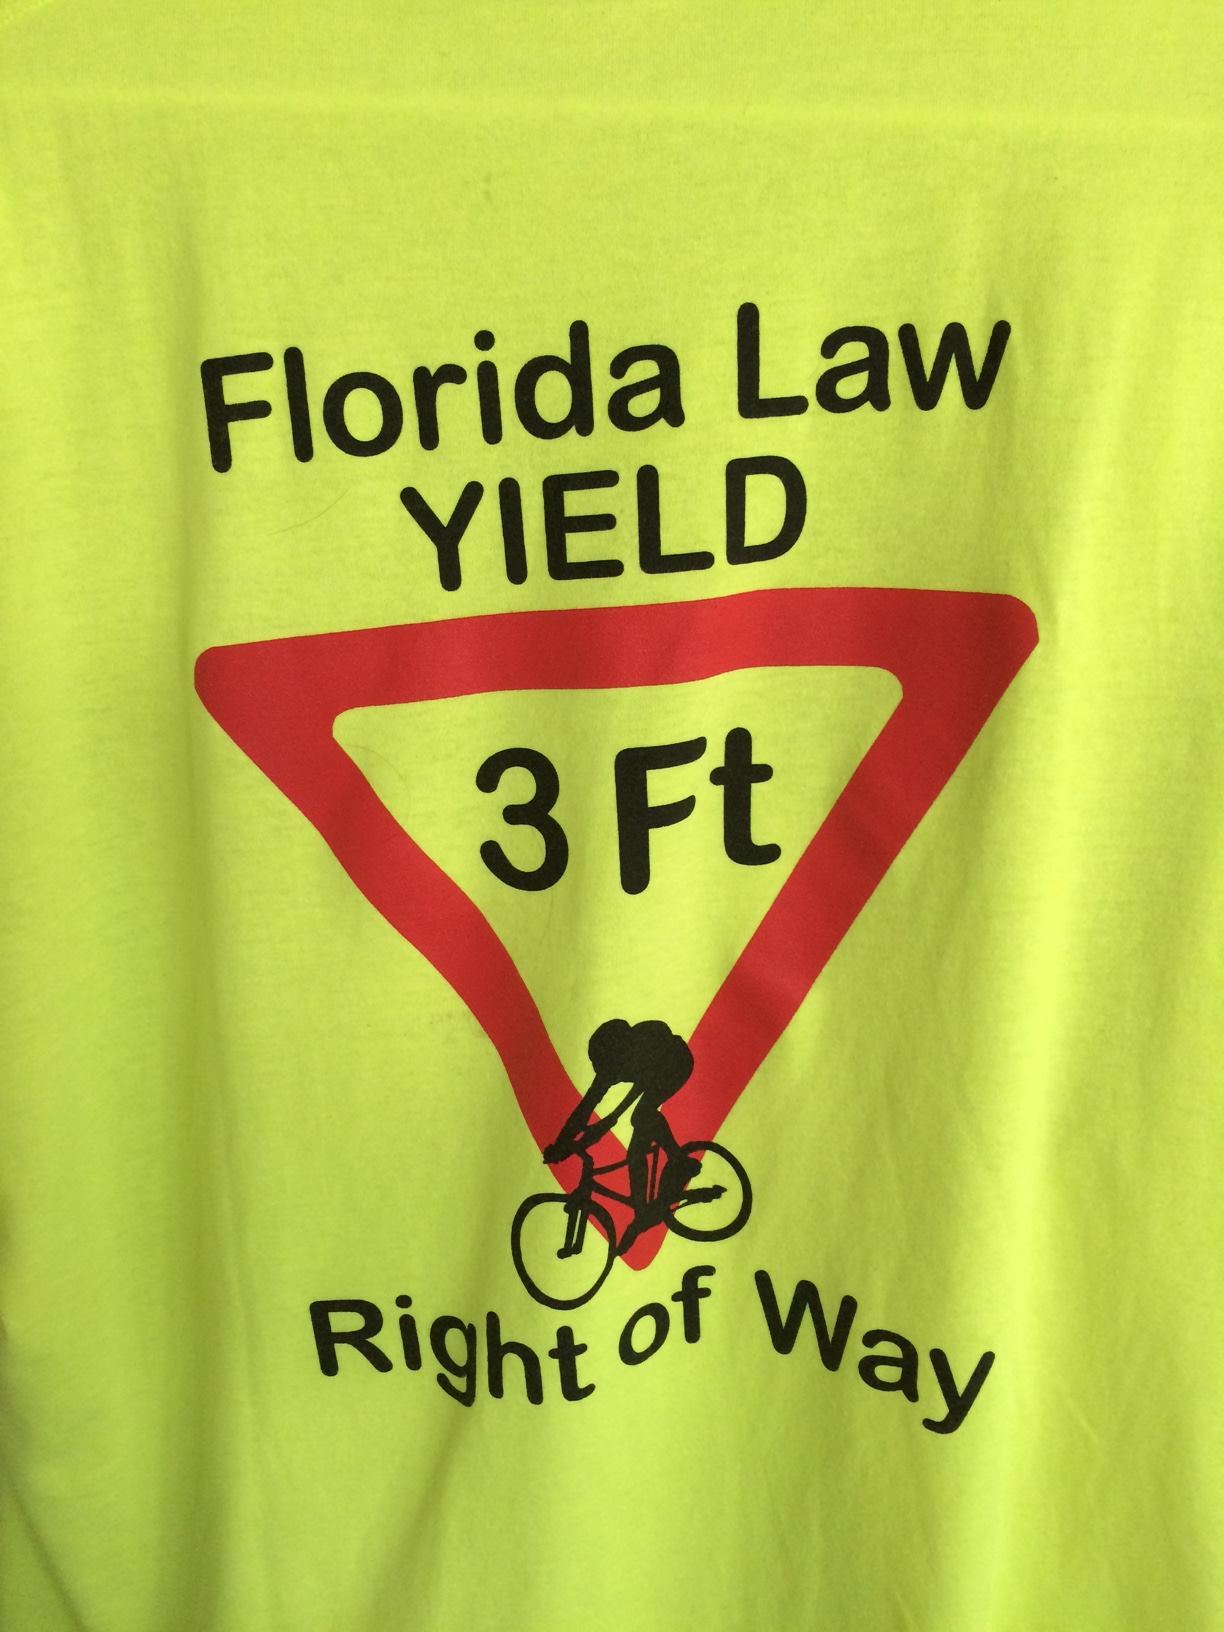 Florida Law
YIELD
3 Ft
Right of Way